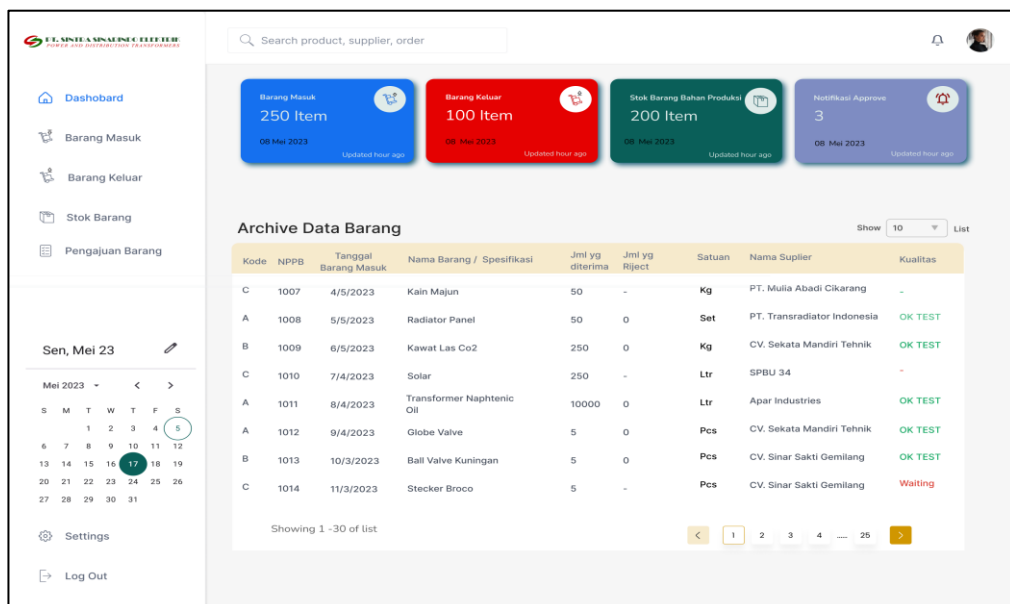 PT. SINTRA SINARINDO ELEKTRIK
POWER AND DISTRIBUTION TRANSFORMERS
Search product, supplier, order
Dashobard
Barang Masuk
Barang Keluar
Stok Barang
Pengajuan Barang
Sen, Mei 23
Mei 2023
S M T W T F S
1 2 3 4 5
6 7 8 9 10 11 12
13 14 15 16 17 18 19
20 21 22 23 24 25 26
27 28 29 30 31
Settings
Log Out
Barang Masuk
250 Item
08 Mei 2023
Updated hour ago
Barang Keluar
100 Item
08 Mei 2023
Updated hour ago
Stok Barang Bahan Produksi
200 Item
08 Mei 2023
Updated hour ago
Notifikasi Approve
3
08 Mei 2023
Updated hour ago
Archive Data Barang
Show 10 List
Kode NPPB Tanggal Barang Masuk Nama Barang / Spesifikasi Jml yg diterima Jml yg Riject Satuan Nama Suplier Kualitas
C 1007 4/5/2023 Kain Majun 50 - Kg PT. Mulia Abadi Cikarang -
A 1008 5/5/2023 Radiator Panel 50 0 Set PT. Transradiator Indonesia OK TEST
B 1009 6/5/2023 Kawat Las Co2 250 0 Kg CV. Sekata Mandiri Tehnik OK TEST
C 1010 7/4/2023 Solar 250 - Ltr SPBU 34 -
A 1011 8/4/2023 Transformer Naphtenic Oil 10000 0 Ltr Apar Industries OK TEST
A 1012 9/4/2023 Globe Valve 5 0 Pcs CV. Sekata Mandiri Tehnik OK TEST
B 1013 10/3/2023 Ball Valve Kuningan 5 0 Pcs CV. Sinar Sakti Gemilang OK TEST
C 1014 11/3/2023 Stecker Broco 5 - Pcs CV. Sinar Sakti Gemilang Waiting
Showing 1 -30 of list
< 1 2 3 4 ..... 25 >